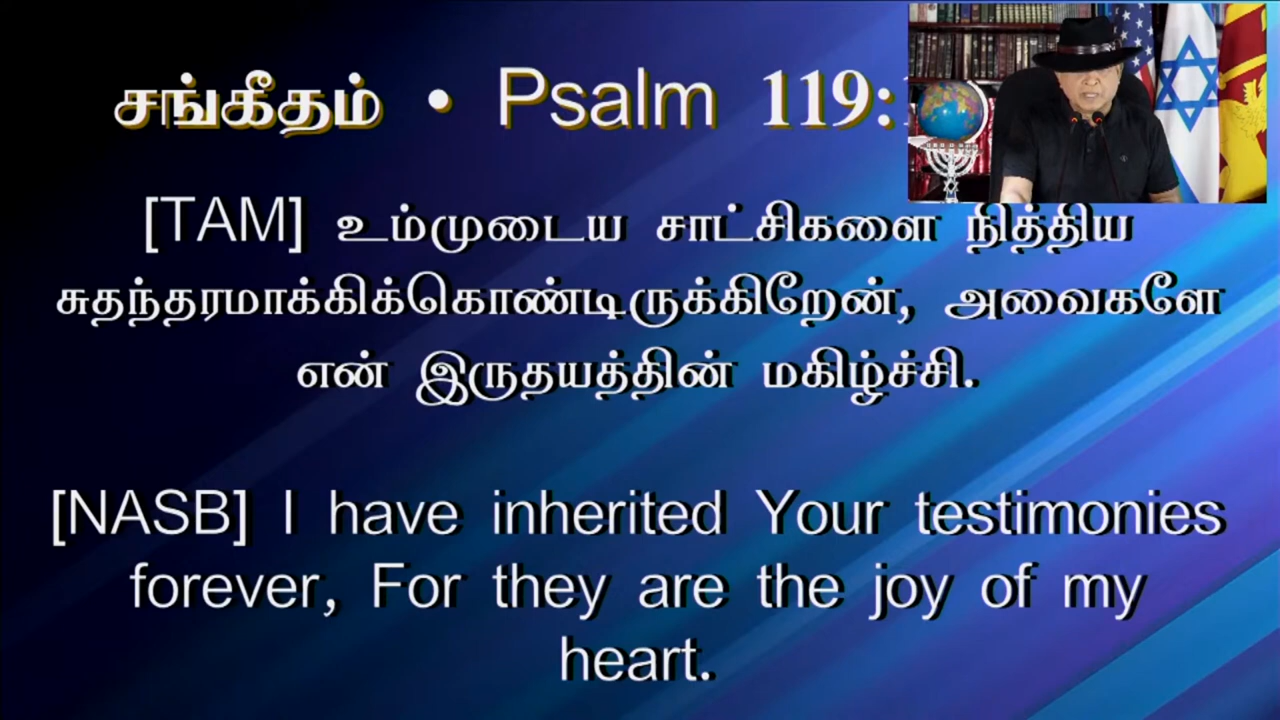 சங்கீதம் • Psalm 119:
[TAM] உம்முடைய சாட்சிகளை நித்திய
சுதந்தரமாக்கிக்கொண்டிருக்கிறேன், அவைகளே
என் இருதயத்தின் மகிழ்ச்சி.
[NASB] I have inherited Your testimonies
forever, For they are the joy of my
heart.